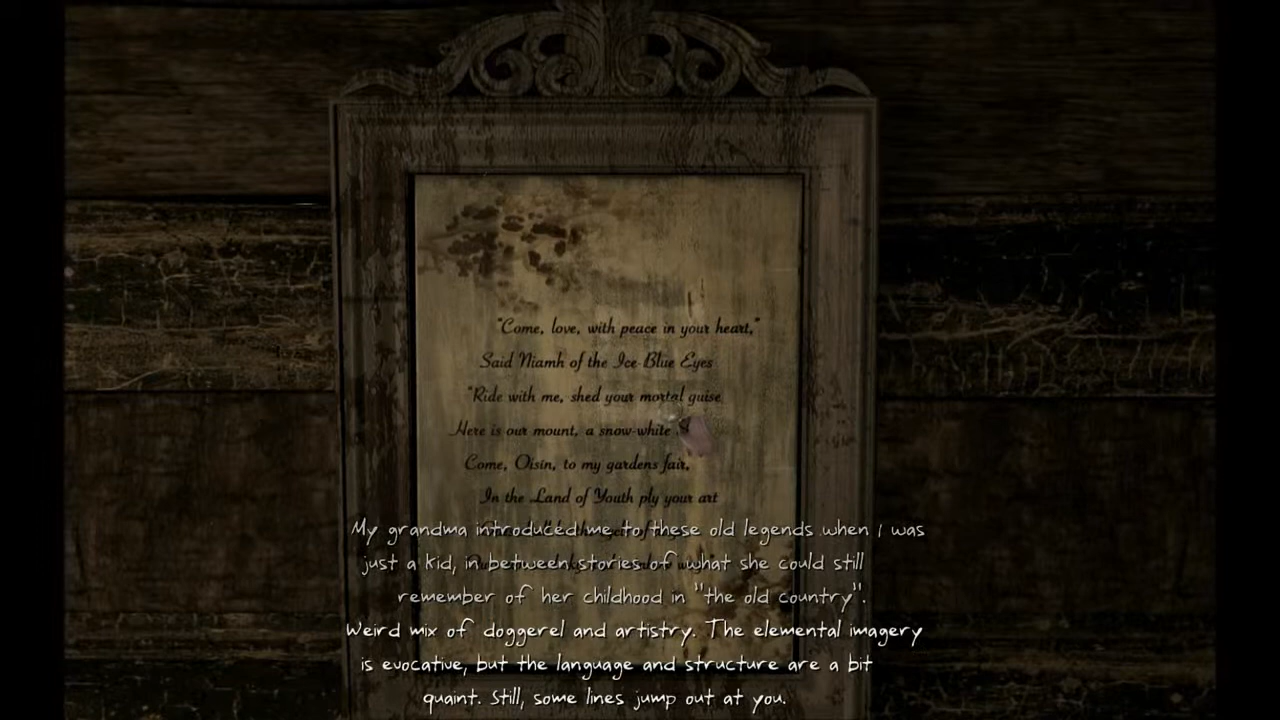 "Come, love, with peace in your heart,"
Said Niamh of the Ice-Blue Eyes
"Ride with me, shed your mortal guise
Here is our mount, a snow-white
Come, Oisin, to my gardens fair,
In the Land of Youth ply your art
My grandma introduced me to these old legends when I was
just a kid, in between stories of what she could still
remember of her childhood in "the old country".
Weird mix of doggerel and artistry. The elemental imagery
is evocative, but the language and structure are a bit
quaint. Still, some lines jump out at you.